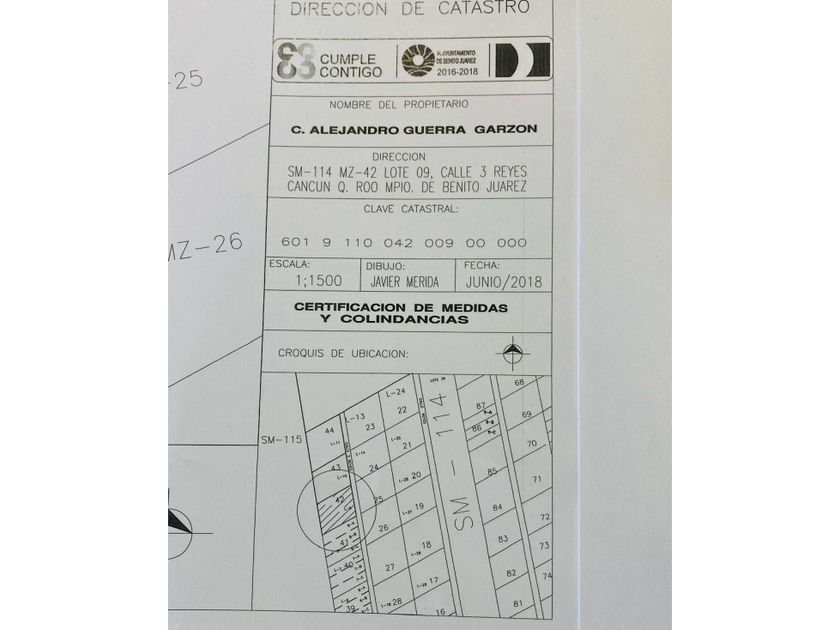 DIRECCION DE CATASTRO
CUMPLE
CONTIGO
H. AYUNTAMIENTO
DE BENITO JUAREZ
2016-2018
NOMBRE DEL PROPIETARIO
C. ALEJANDRO GUERRA GARZON
DIRECCION
SM-114 MZ-42 LOTE 09, CALLE 3 REYES
CANCUN Q. ROO MPIO. DE BENITO JUAREZ
CLAVE CATASTRAL:
601 9 110 042 009 00 000
ESCALA:
1;1500
DIBUJO:
JAVIER MERIDA
FECHA:
JUNIO/2018
CERTIFICACION DE MEDIDAS
Y COLINDANCIAS
CROQUIS DE UBICACION:
-25
MZ-26
SM-115
SM - 114
L-24
22
L-13
23
44
21
43
24
20
42
25
19
26
41
18
40
27
17
39
28
16
68
87
69
86
70
85
71
84
72
83
73
82
74
81